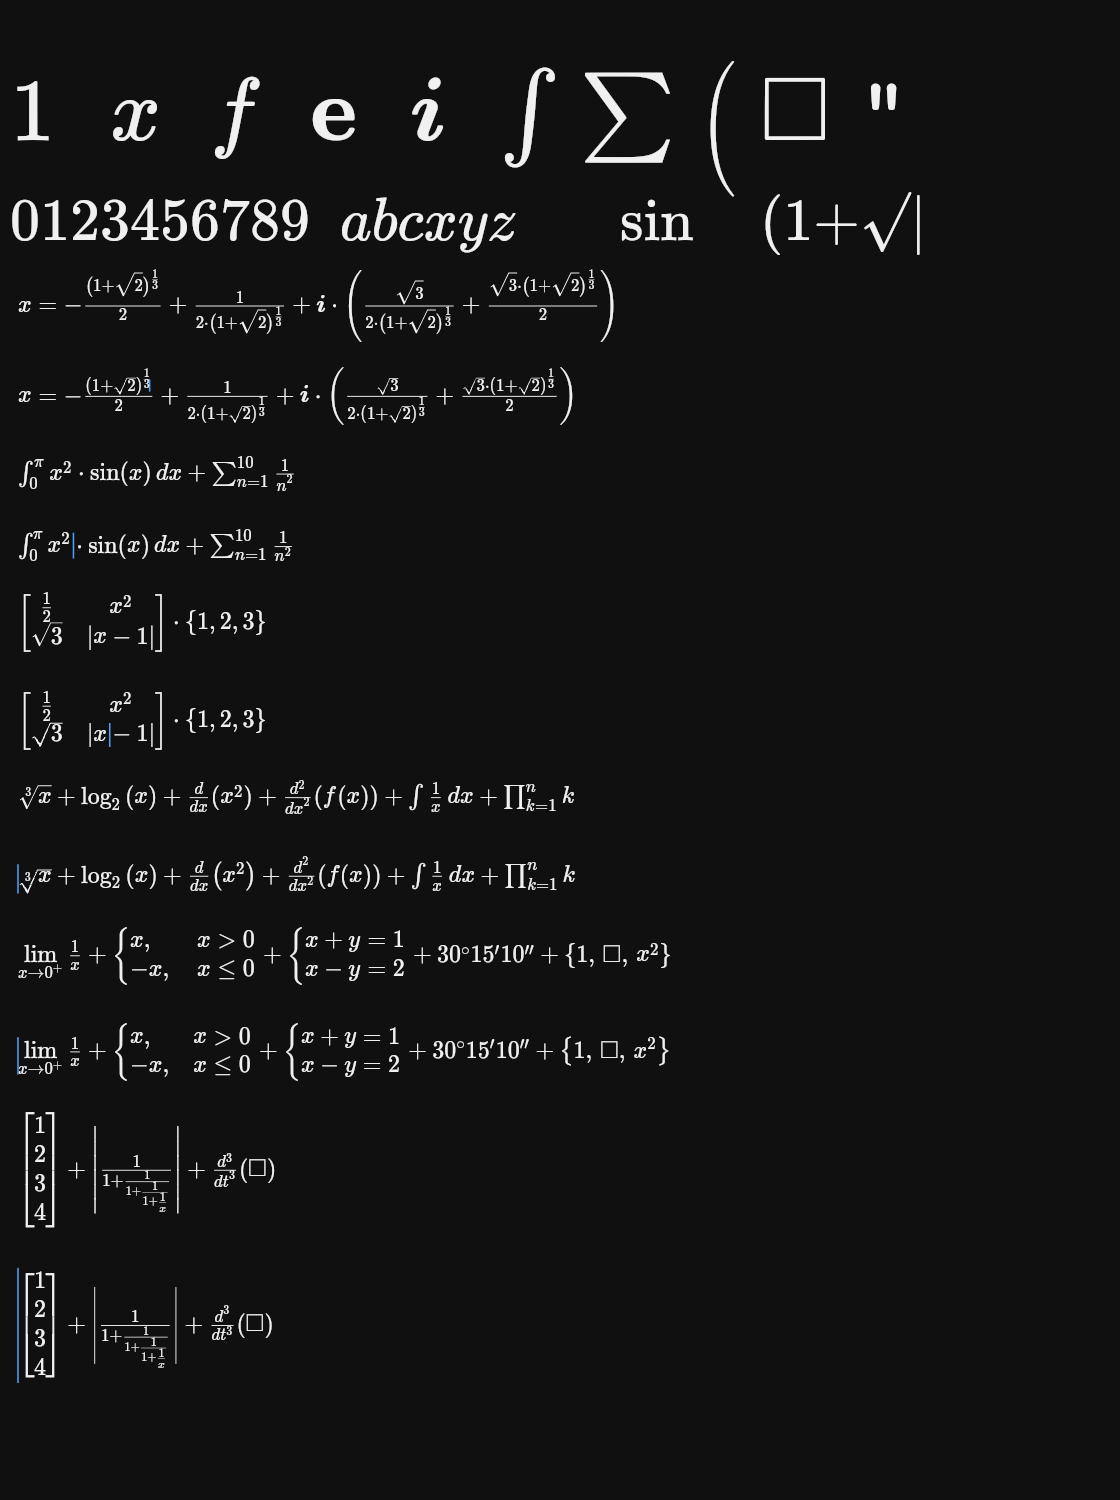 1 x f e i ∫ ∑ ( □ "
0123456789 abcxyz sin (1+√|
x = −(1+√2)^(1/3)/2 + 1/(2·(1+√2)^(1/3)) + i · (√3/(2·(1+√2)^(1/3)) + √3·(1+√2)^(1/3)/2)
x = −(1+√2)^(1/3)|/2 + 1/(2·(1+√2)^(1/3)) + i · (√3/(2·(1+√2)^(1/3)) + √3·(1+√2)^(1/3)/2)
∫_0^π x² · sin(x) dx + ∑_{n=1}^{10} 1/n²
∫_0^π x²|· sin(x) dx + ∑_{n=1}^{10} 1/n²
[1/2 x² ; √3 |x − 1|] · {1, 2, 3}
[1/2 x² ; √3 |x|− 1|] · {1, 2, 3}
∛x + log₂ (x) + d/dx (x²) + d²/dx² (f(x)) + ∫ 1/x dx + ∏_{k=1}^n k
|∛x + log₂ (x) + d/dx (x²) + d²/dx² (f(x)) + ∫ 1/x dx + ∏_{k=1}^n k
lim_{x→0⁺} 1/x + {x, x > 0 ; −x, x ≤ 0 + {x + y = 1 ; x − y = 2 + 30°15′10″ + {1, □, x²}
|lim_{x→0⁺} 1/x + {x, x > 0 ; −x, x ≤ 0 + {x + y = 1 ; x − y = 2 + 30°15′10″ + {1, □, x²}
[1 ; 2 ; 3 ; 4] + |1/(1+1/(1+1/(1+1/x)))| + d³/dt³ (□)
|[1 ; 2 ; 3 ; 4] + |1/(1+1/(1+1/(1+1/x)))| + d³/dt³ (□)